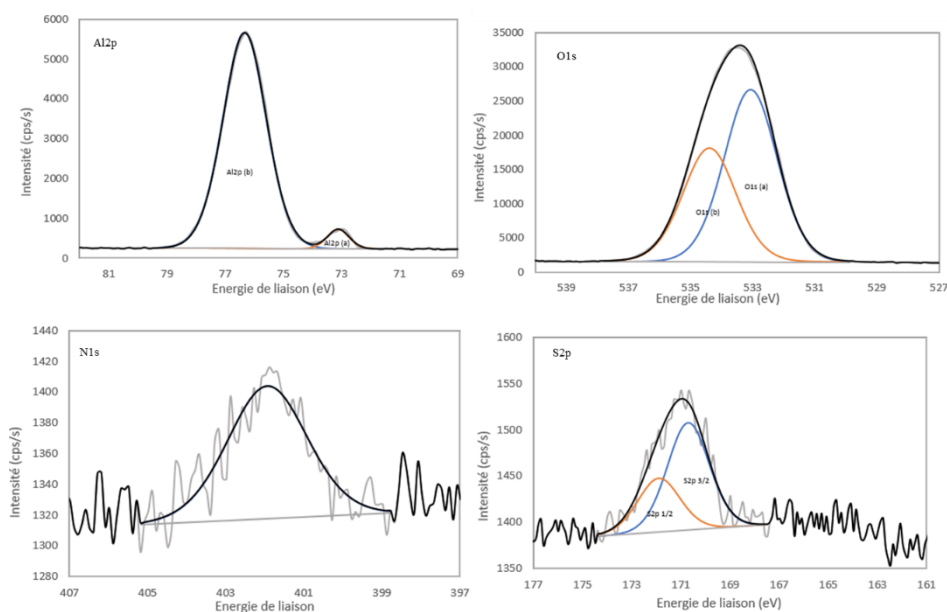 Al2p
Intensité (cps/s)
6000
5000
4000
3000
2000
1000
0
Al2p (b)
Al2p (a)
81 79 77 75 73 71 69
Energie de liaison (eV)
O1s
Intensité (cps/s)
35000
30000
25000
20000
15000
10000
5000
0
O1s (a)
O1s (b)
539 537 535 533 531 529 527
Energie de liaison (eV)
N1s
Intensité (cps/s)
1440
1420
1400
1380
1360
1340
1320
1300
1280
407 405 403 401 399 397
Energie de liaison
S2p
Intensité (cps/s)
1600
1550
1500
1450
1400
1350
S2p 3/2
S2p 1/2
177 175 173 171 169 167 165 163 161
Energie de liaison (eV)